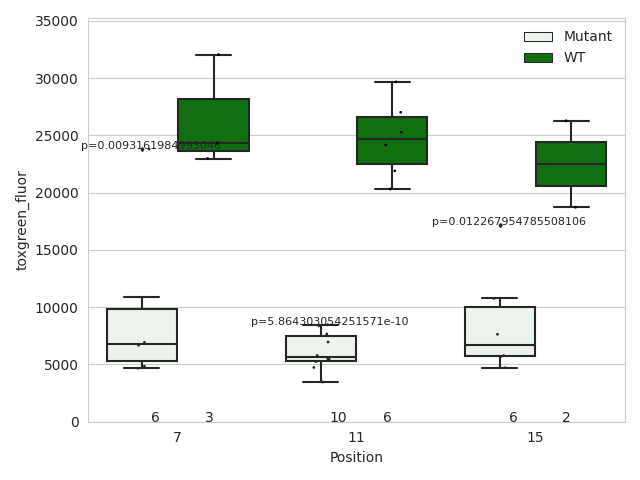 35000
30000
25000
20000
15000
10000
5000
0
toxgreen_fluor
Mutant
WT
p=0.0093161984993046
p=0.012267954785508106
p=5.864303054251571e-10
6 3 10 6 6 2
7 11 15
Position